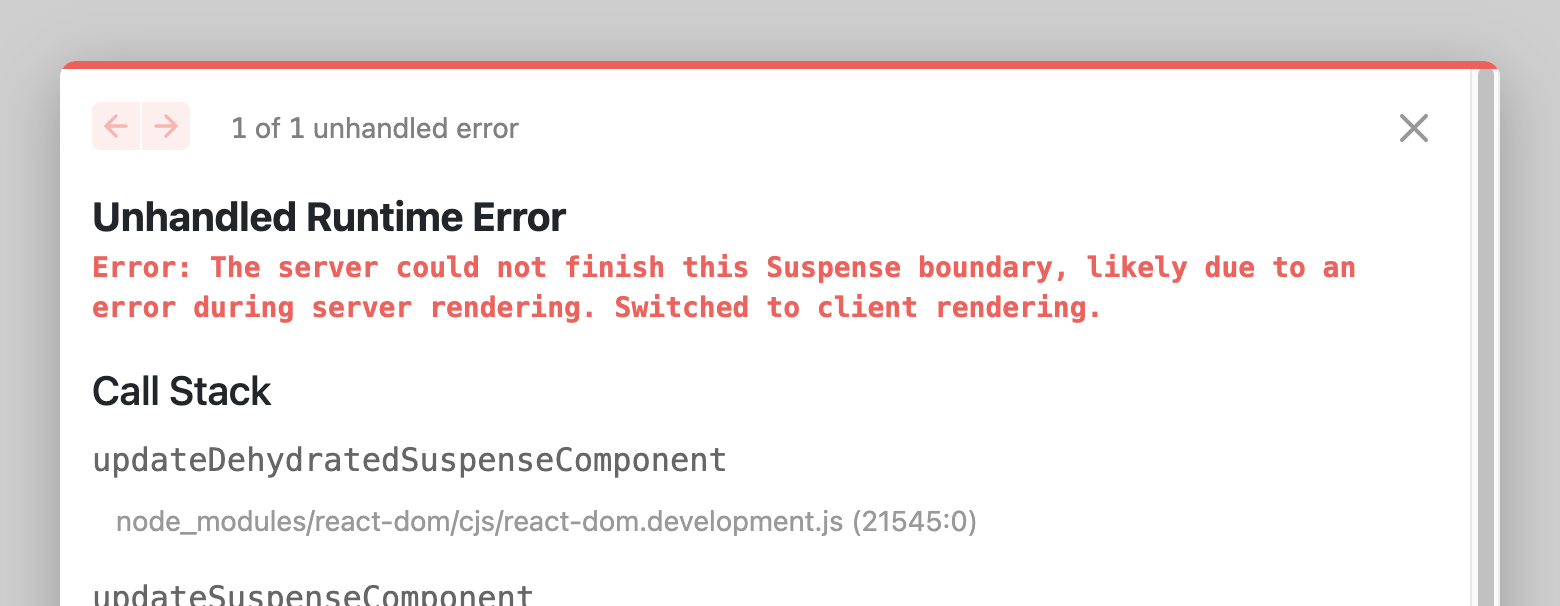 1 of 1 unhandled error
Unhandled Runtime Error
Error: The server could not finish this Suspense boundary, likely due to an
error during server rendering. Switched to client rendering.
Call Stack
updateDehydratedSuspenseComponent
node_modules/react-dom/cjs/react-dom.development.js (21545:0)
updateSuspenseComponent